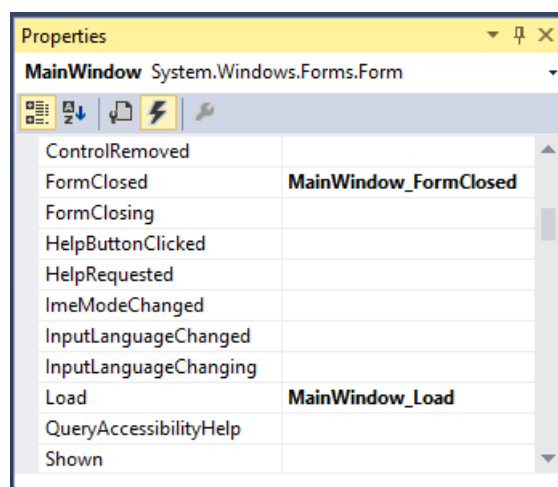 Properties
MainWindow System.Windows.Forms.Form
ControlRemoved
FormClosed MainWindow_FormClosed
FormClosing
HelpButtonClicked
HelpRequested
ImeModeChanged
InputLanguageChanged
InputLanguageChanging
Load MainWindow_Load
QueryAccessibilityHelp
Shown